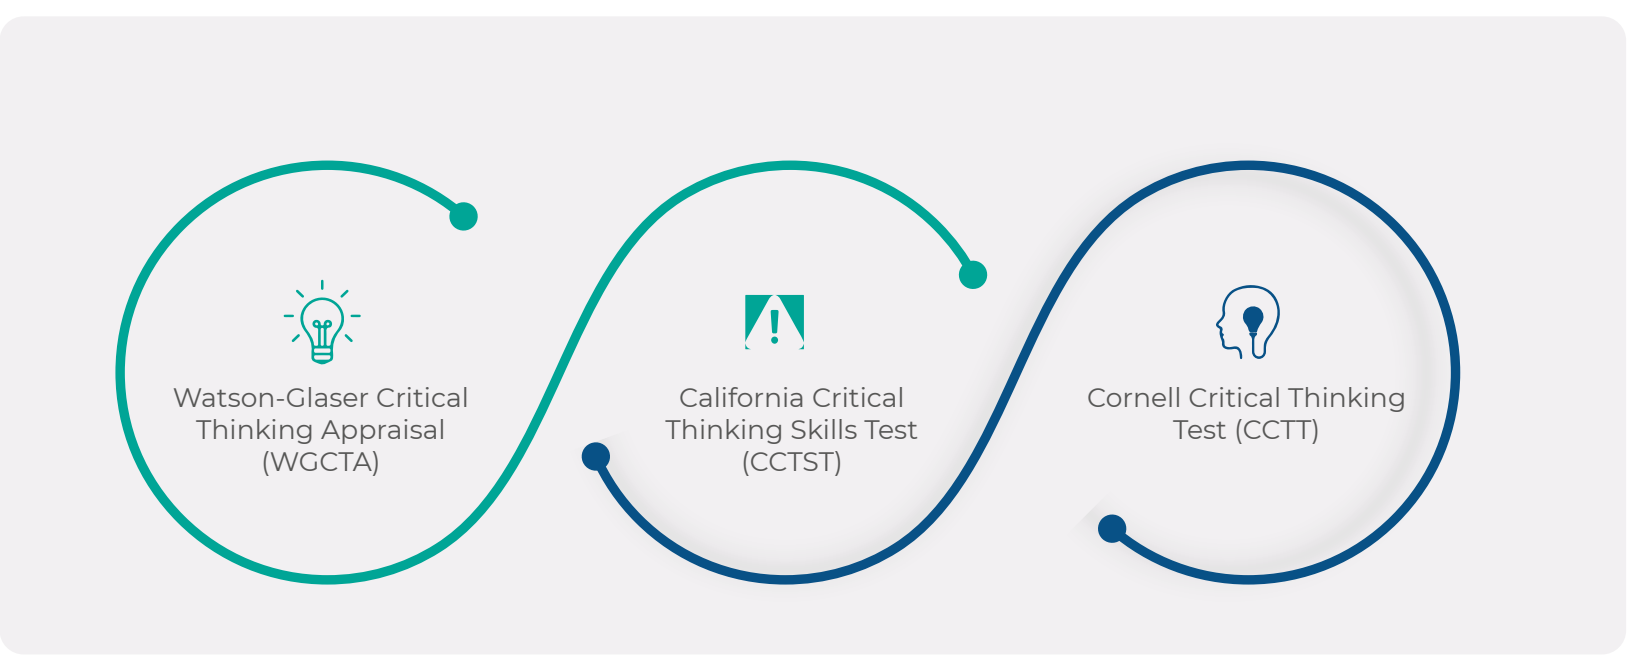 Watson-Glaser Critical
Thinking Appraisal
(WGCTA)
California Critical
Thinking Skills Test
(CCTST)
Cornell Critical Thinking
Test (CCTT)